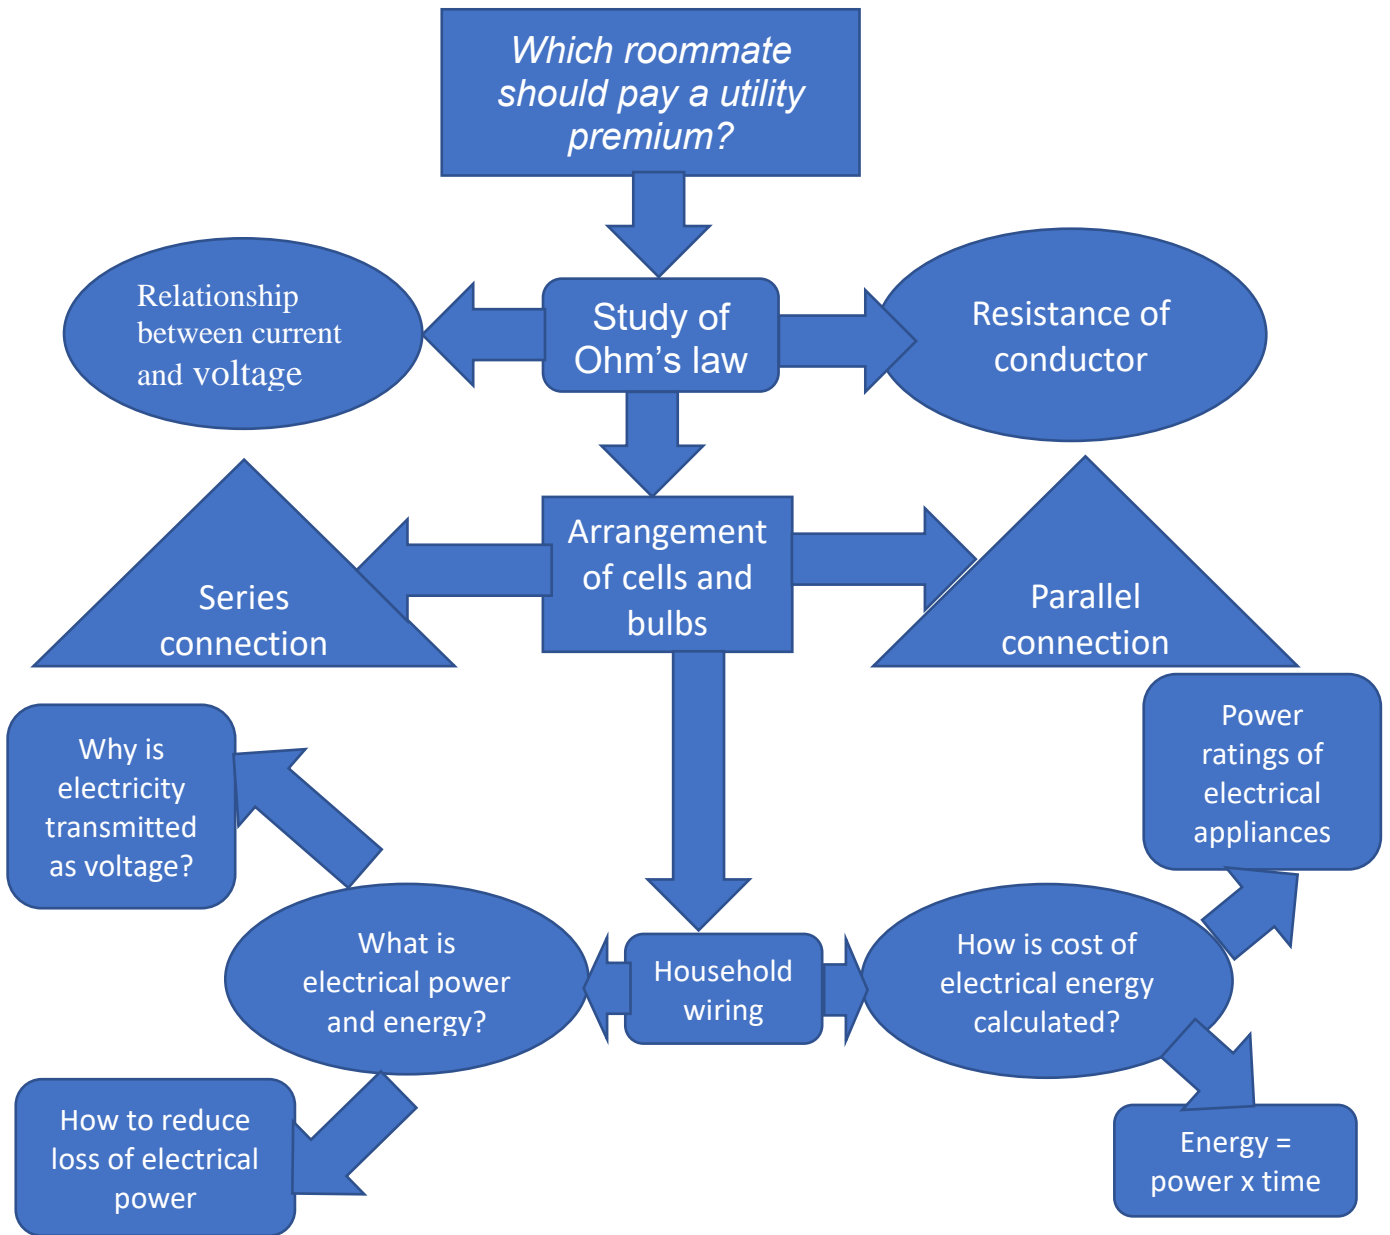 Which roommate
should pay a utility
premium?
Relationship
between current
and voltage
Study of
Ohm’s law
Resistance of
conductor
Arrangement
of cells and
bulbs
Series
connection
Parallel
connection
Why is
electricity
transmitted
as voltage?
Power
ratings of
electrical
appliances
What is
electrical power
and energy?
Household
wiring
How is cost of
electrical energy
calculated?
How to reduce
loss of electrical
power
Energy =
power x time